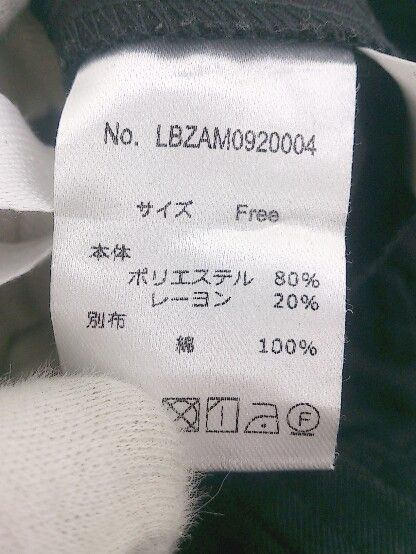 No. LBZAM0920004
サイズ Free
本体
ポリエステル 80%
レーヨン 20%
別布
綿 100%
F